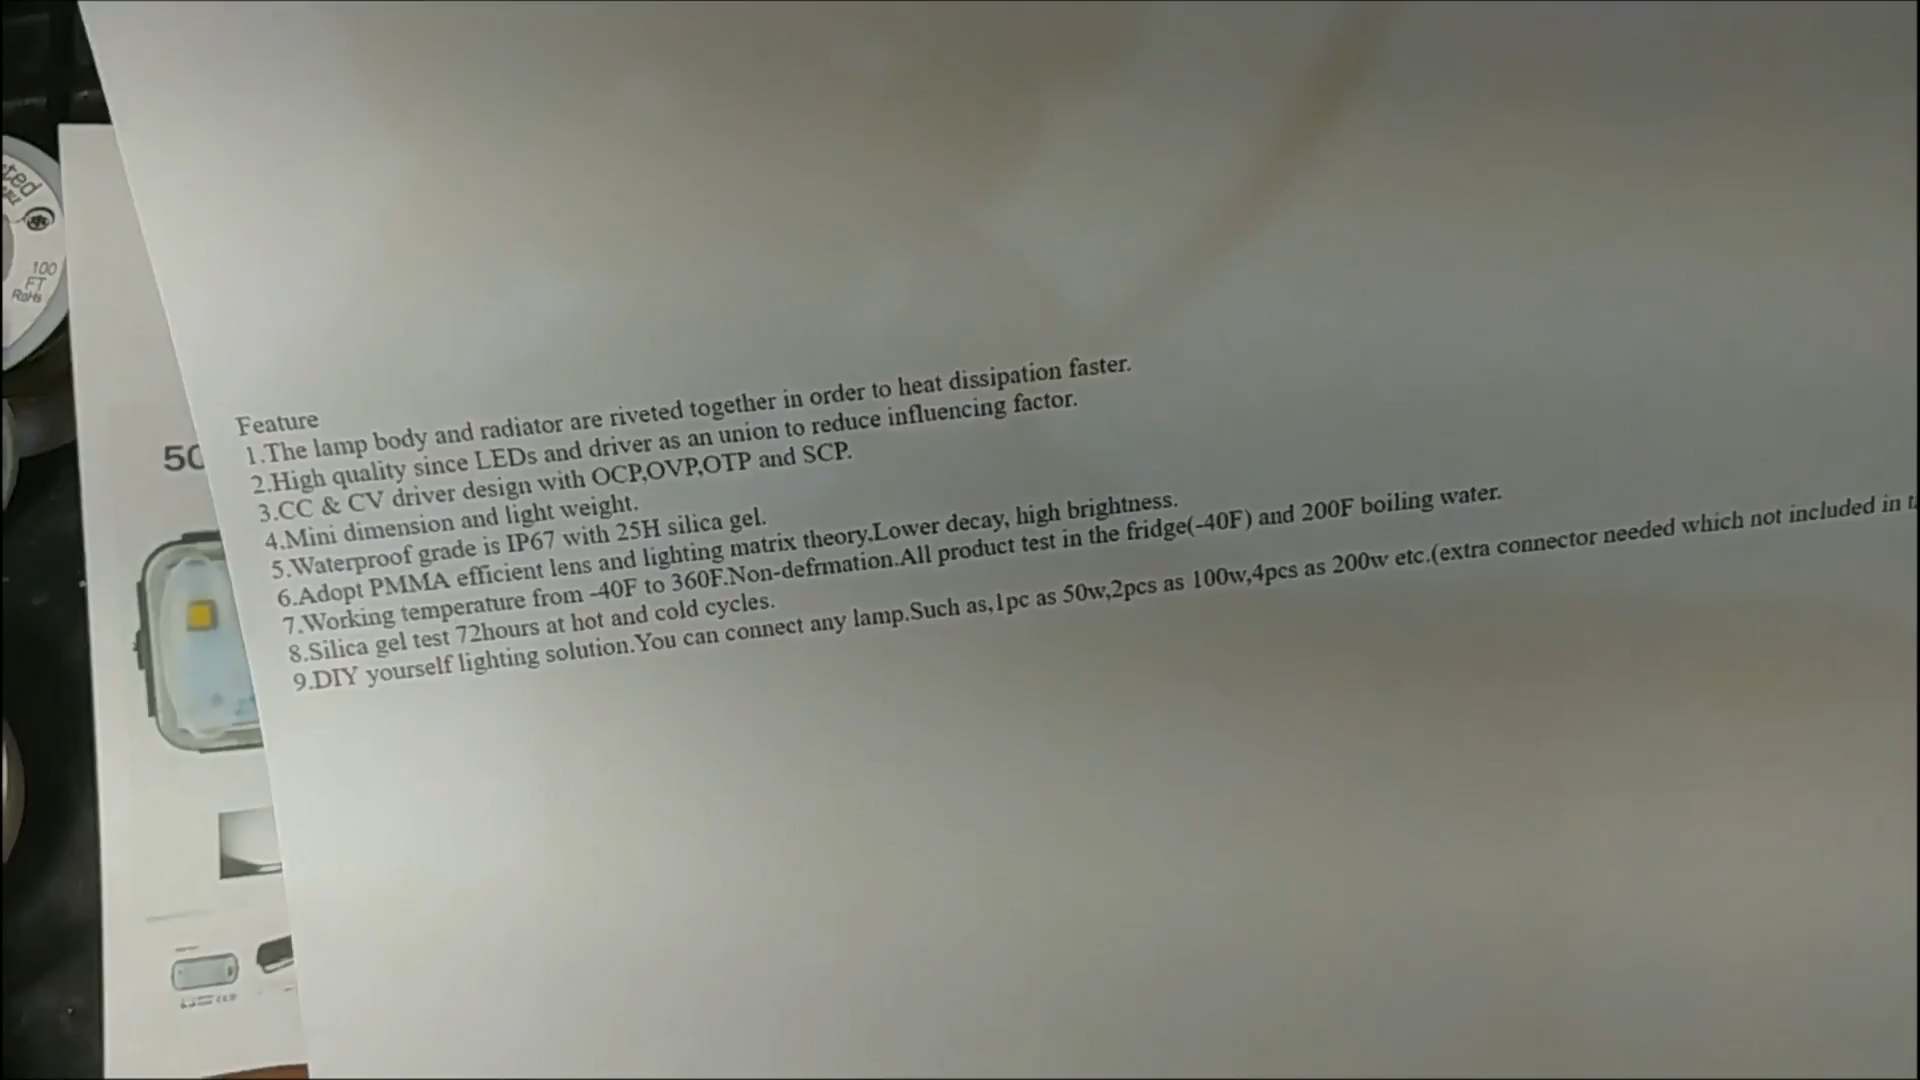 Feature
1.The lamp body and radiator are riveted together in order to heat dissipation faster.
2.High quality since LEDs and driver as an union to reduce influencing factor.
3.CC & CV driver design with OCP,OVP,OTP and SCP.
4.Mini dimension and light weight.
5.Waterproof grade is IP67 with 25H silica gel.
6.Adopt PMMA efficient lens and lighting matrix theory,Lower decay, high brightness.
7.Working temperature from -40F to 360F.Non-defrmation.All product test in the fridge(-40F) and 200F boiling water.
8.Silica gel test 72hours at hot and cold cycles.
9.DIY yourself lighting solution.You can connect any lamp.Such as,1pc as 50w,2pcs as 100w,4pcs as 200w etc.(extra connector needed which not included in
50
100
FT
RoHs